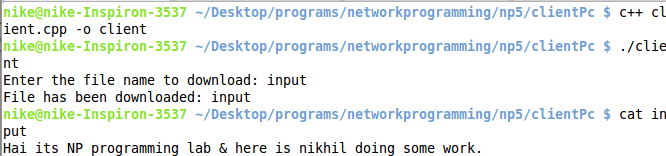 nike@nike-Inspiron-3537 ~/Desktop/programs/networkprogramming/np5/clientPc $ c++ cl
ient.cpp -o client
nike@nike-Inspiron-3537 ~/Desktop/programs/networkprogramming/np5/clientPc $ ./clie
nt
Enter the file name to download: input
File has been downloaded: input
nike@nike-Inspiron-3537 ~/Desktop/programs/networkprogramming/np5/clientPc $ cat in
put
Hai its NP programming lab & here is nikhil doing some work.